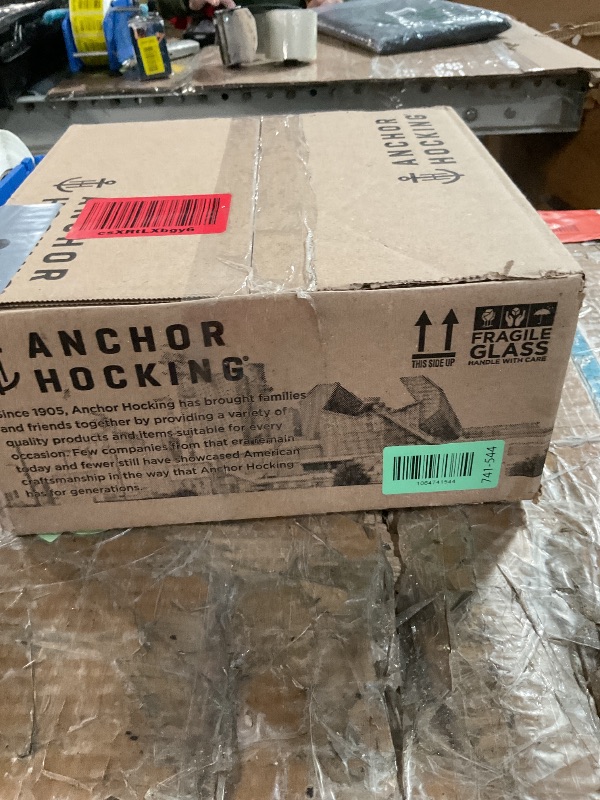 ANCHOR
HOCKING
ANCHOR
csXRtLXbgy6
ANCHOR
HOCKING®
Since 1905, Anchor Hocking has brought families
and friends together by providing a variety of
quality products and items suitable for every
occasion. Few companies from that era remain
today and fewer still have showcased American
craftsmanship in the way that Anchor Hocking
has for generations.
THIS SIDE UP
FRAGILE
GLASS
HANDLE WITH CARE
1084741544
741-544